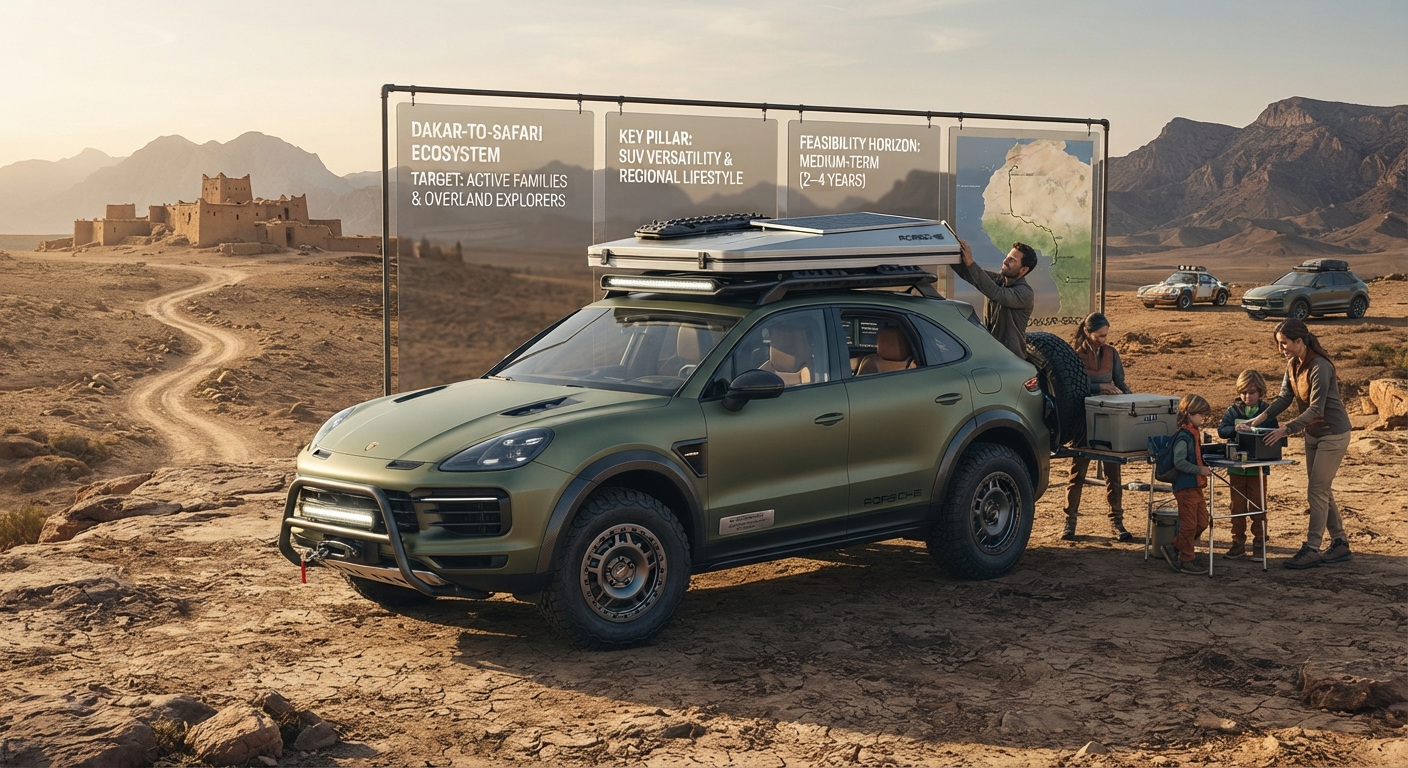 DAKAR-TO-SAFARI
ECOSYSTEM
TARGET: ACTIVE FAMILIES
& OVERLAND EXPLORERS
KEY PILLAR:
SUV VERSATILITY &
REGIONAL LIFESTYLE
FEASIBILITY HORIZON:
MEDIUM-TERM
(2–4 YEARS)
PORSCHE
PORSCHE